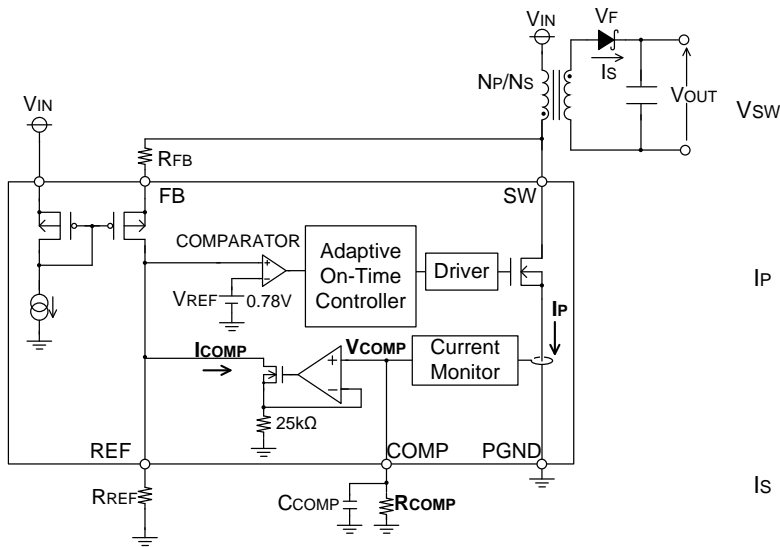 VIN
VF
NP/NS
IS
VOUT
VSW
VIN
RFB
FB
SW
COMPARATOR
Adaptive
On-Time
Controller
Driver
VREF
0.78V
IP
IP
ICOMP
VCOMP
Current
Monitor
25kΩ
REF
COMP
PGND
RREF
CCOMP
RCOMP
IS